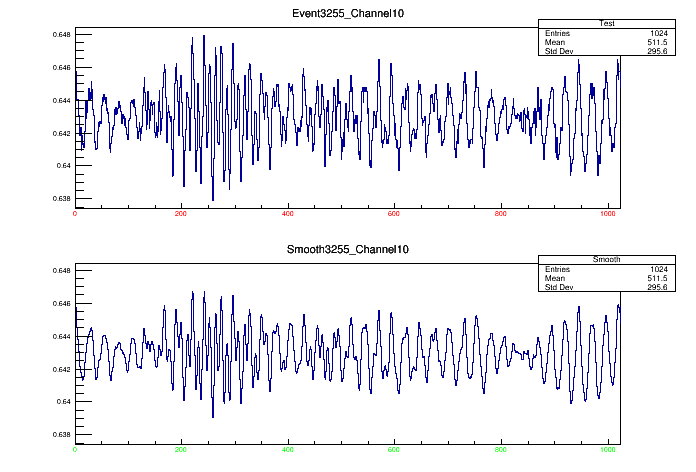 Event3255_Channel10
Test
Entries 1024
Mean 511.5
Std Dev 295.6
0.648
0.646
0.644
0.642
0.64
0.638
0 200 400 600 800 1000
Smooth3255_Channel10
Smooth
Entries 1024
Mean 511.5
Std Dev 295.6
0.648
0.646
0.644
0.642
0.64
0.638
0 200 400 600 800 1000